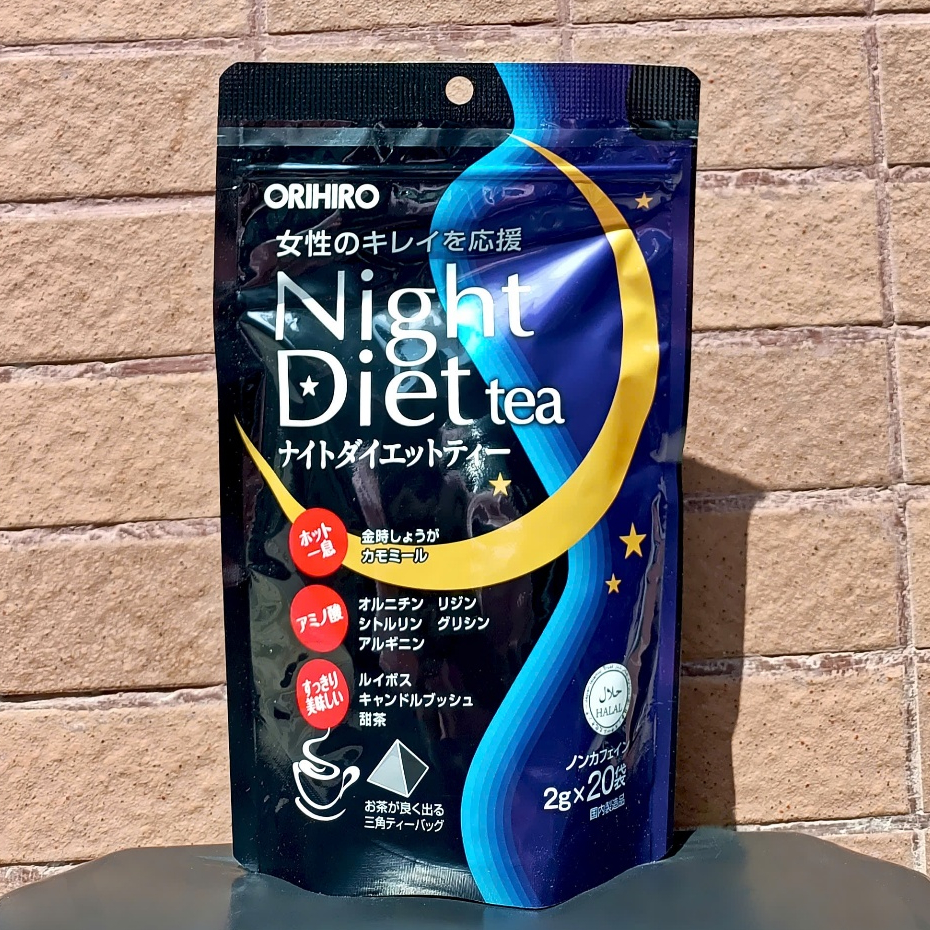 ORIHIRO
女性のキレイを応援
Night
Diet tea
ナイトダイエットティー
ホット
一息
金時しょうが
カモミール
アミノ酸
オルニチン リジン
シトルリン グリシン
アルギニン
すっきり
美味しい
ルイボス
キャンドルブッシュ
甜茶
お茶が良く出る
三角ティーバッグ
حلال
HALAL
ノンカフェイン
2g×20袋
国内製造品